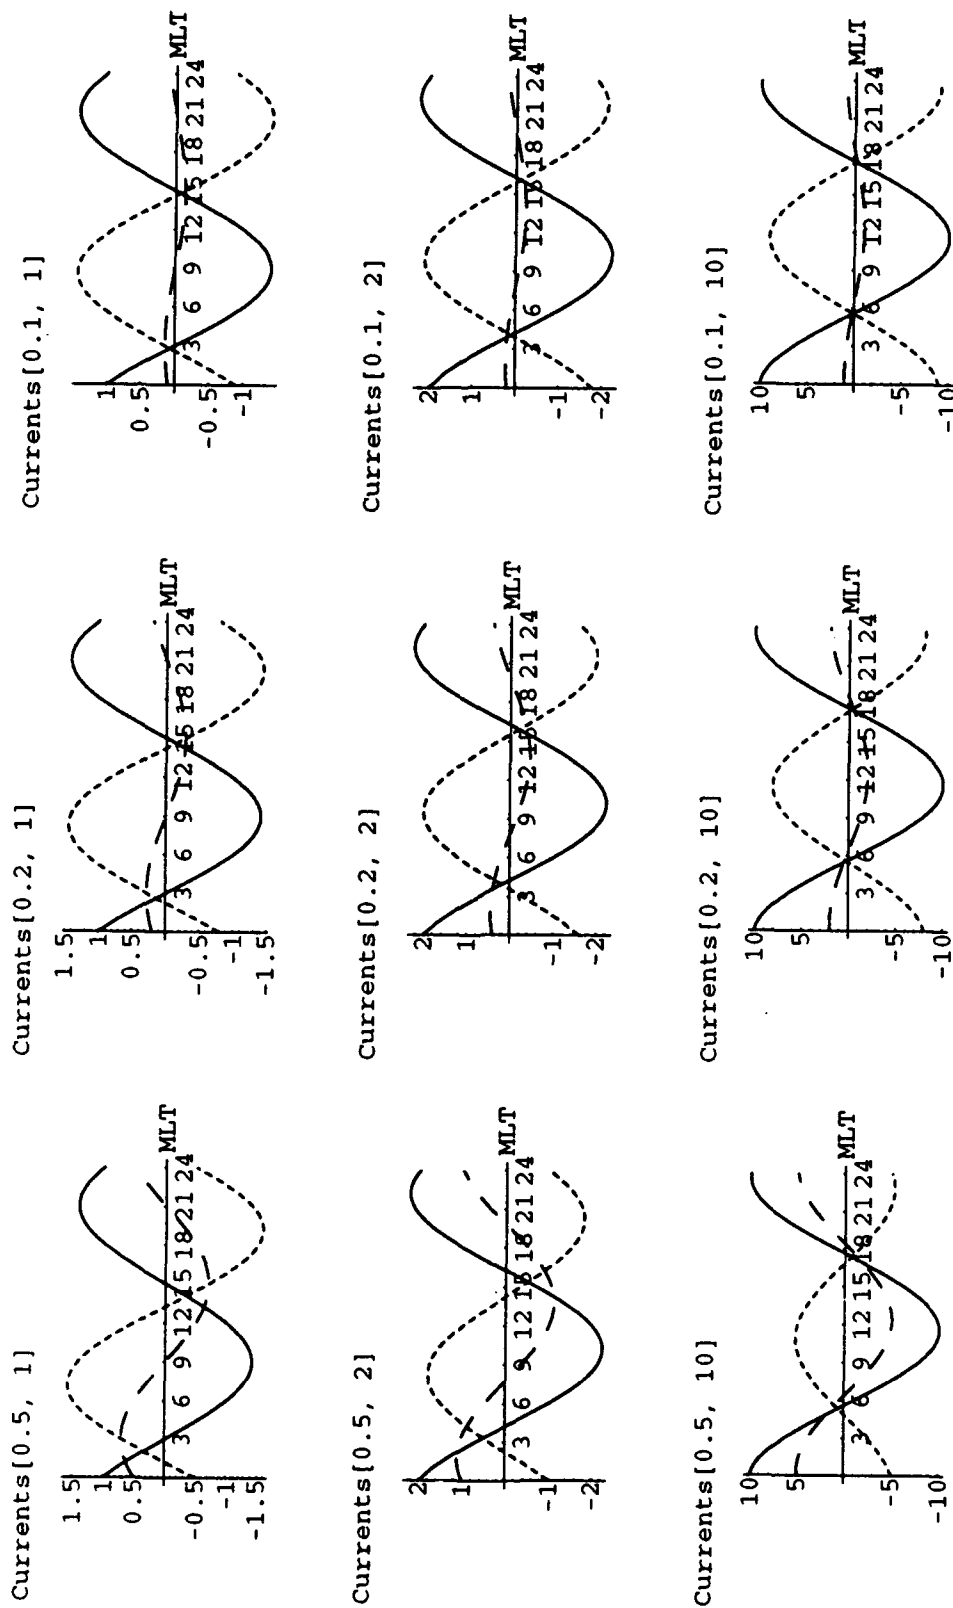 Currents[0.5, 1]
1.5
1
0.5
-0.5
-1
-1.5
3 6 9 12 15 18 21 24 MLT
Currents[0.2, 1]
1.5
1
0.5
-0.5
-1
-1.5
3 6 9 12 15 18 21 24 MLT
Currents[0.1, 1]
1
0.5
-0.5
-1
3 6 9 12 15 18 21 24 MLT
Currents[0.5, 2]
2
1
-1
-2
3 6 9 12 15 18 21 24 MLT
Currents[0.2, 2]
2
1
-1
-2
3 6 9 12 15 18 21 24 MLT
Currents[0.1, 2]
2
1
-1
-2
3 6 9 12 15 18 21 24 MLT
Currents[0.5, 10]
10
5
-5
-10
3 6 9 12 15 18 21 24 MLT
Currents[0.2, 10]
10
5
-5
-10
3 6 9 12 15 18 21 24 MLT
Currents[0.1, 10]
10
5
-5
-10
3 6 9 12 15 18 21 24 MLT